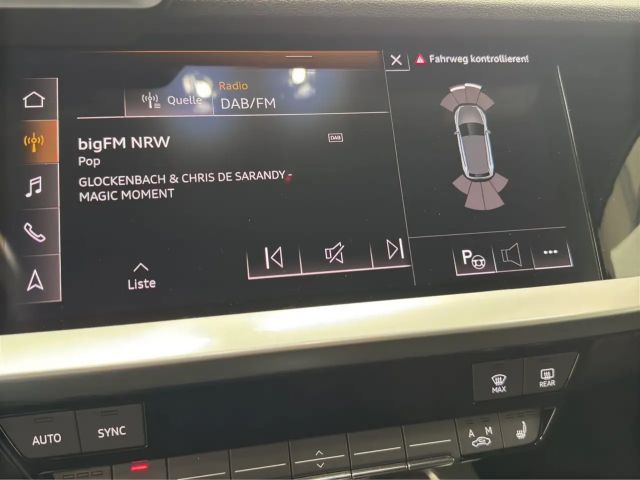 Fahrweg kontrollieren!
Radio
Quelle DAB/FM
bigFM NRW
DAB
Pop
GLOCKENBACH & CHRIS DE SARANDY -
MAGIC MOMENT
Liste
P
MAX
REAR
AUTO
SYNC
A M